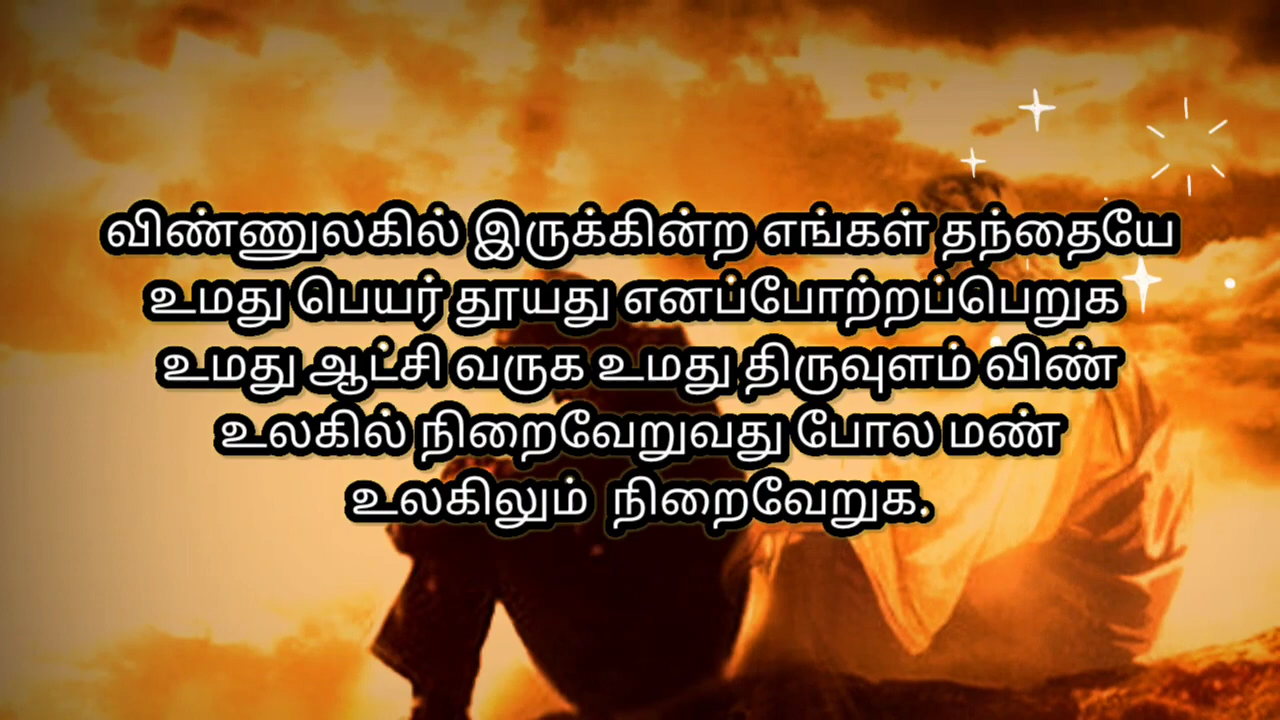 விண்ணுலகில் இருக்கின்ற எங்கள் தந்தையே
உமது பெயர் தூயது எனப்போற்றப்பெறுக
உமது ஆட்சி வருக உமது திருவுளம் விண்
உலகில் நிறைவேறுவது போல மண்
உலகிலும் நிறைவேறுக.